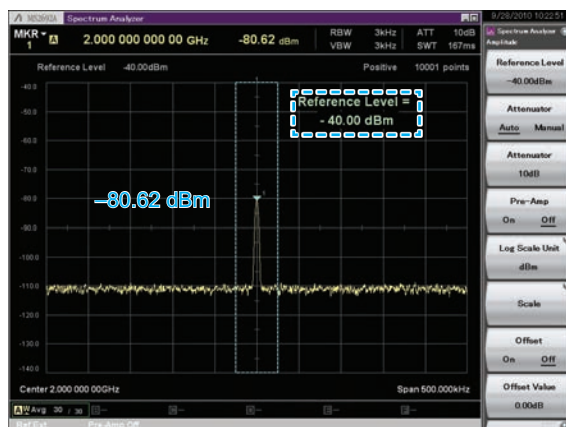 MS2692A Spectrum Analyzer
9/28/2010 10:22:51
MKR 1 A 2.000 000 000 00 GHz -80.62 dBm
RBW 3kHz ATT 10dB
VBW 3kHz SWT 167ms
Reference Level -40.00dBm Positive 10001 points
-40.0
-50.0
-60.0
-70.0
-80.0
-90.0
-100.0
-110.0
-120.0
-130.0
-140.0
Reference Level =
- 40.00 dBm
–80.62 dBm
1
Center 2.000 000 00GHz Span 500.000kHz
A W Avg 30 / 30
Ref.Ext Pre-Amp Off
Spectrum Analyzer
Amplitude
Reference Level
-40.00dBm
Attenuator
Auto Manual
Attenuator
10dB
Pre-Amp
On Off
Log Scale Unit
dBm
Scale
Offset
On Off
Offset Value
0.00dB